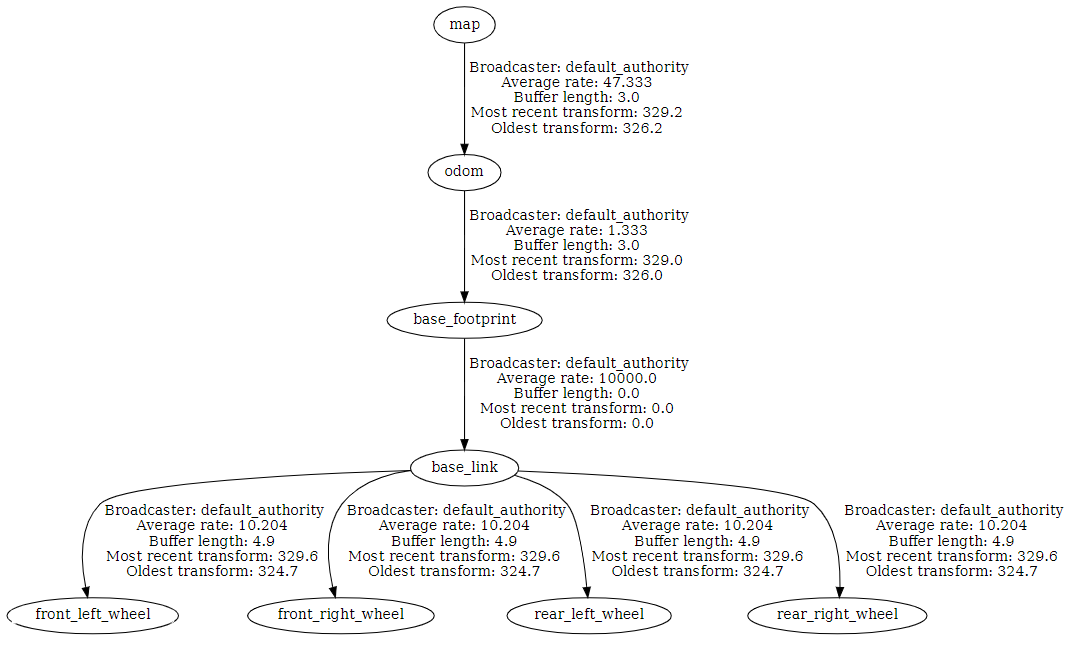 map
Broadcaster: default_authority
Average rate: 47.333
Buffer length: 3.0
Most recent transform: 329.2
Oldest transform: 326.2
odom
Broadcaster: default_authority
Average rate: 1.333
Buffer length: 3.0
Most recent transform: 329.0
Oldest transform: 326.0
base_footprint
Broadcaster: default_authority
Average rate: 10000.0
Buffer length: 0.0
Most recent transform: 0.0
Oldest transform: 0.0
base_link
Broadcaster: default_authority
Average rate: 10.204
Buffer length: 4.9
Most recent transform: 329.6
Oldest transform: 324.7
Broadcaster: default_authority
Average rate: 10.204
Buffer length: 4.9
Most recent transform: 329.6
Oldest transform: 324.7
Broadcaster: default_authority
Average rate: 10.204
Buffer length: 4.9
Most recent transform: 329.6
Oldest transform: 324.7
Broadcaster: default_authority
Average rate: 10.204
Buffer length: 4.9
Most recent transform: 329.6
Oldest transform: 324.7
front_left_wheel
front_right_wheel
rear_left_wheel
rear_right_wheel